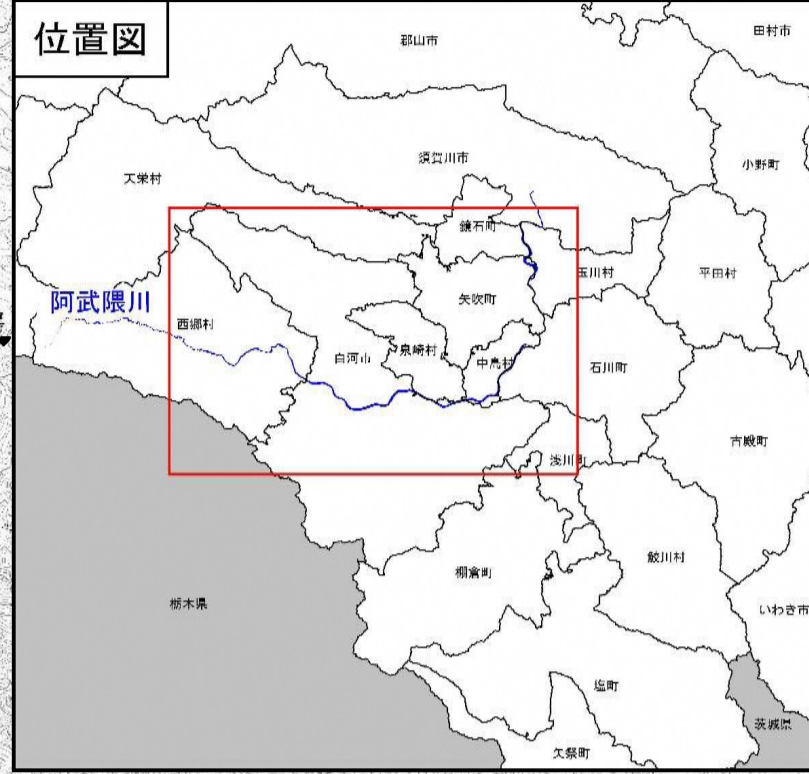 位置図
郡山市
田村市
須賀川市
小野町
天栄村
鏡石町
玉川村
平田村
矢吹町
阿武隈川
西郷村
白河市
泉崎村
中島村
石川町
古殿町
浅川町
棚倉町
鮫川村
栃木県
いわき市
塙町
茨城県
矢祭町